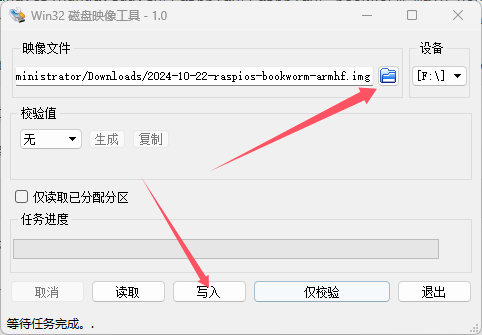 Win32 磁盘映像工具 - 1.0
映像文件 设备
ministrator/Downloads/2024-10-22-raspios-bookworm-armhf.img [F:\]
校验值
无 生成 复制
仅读取已分配分区
任务进度
取消 读取 写入 仅校验 退出
等待任务完成。.